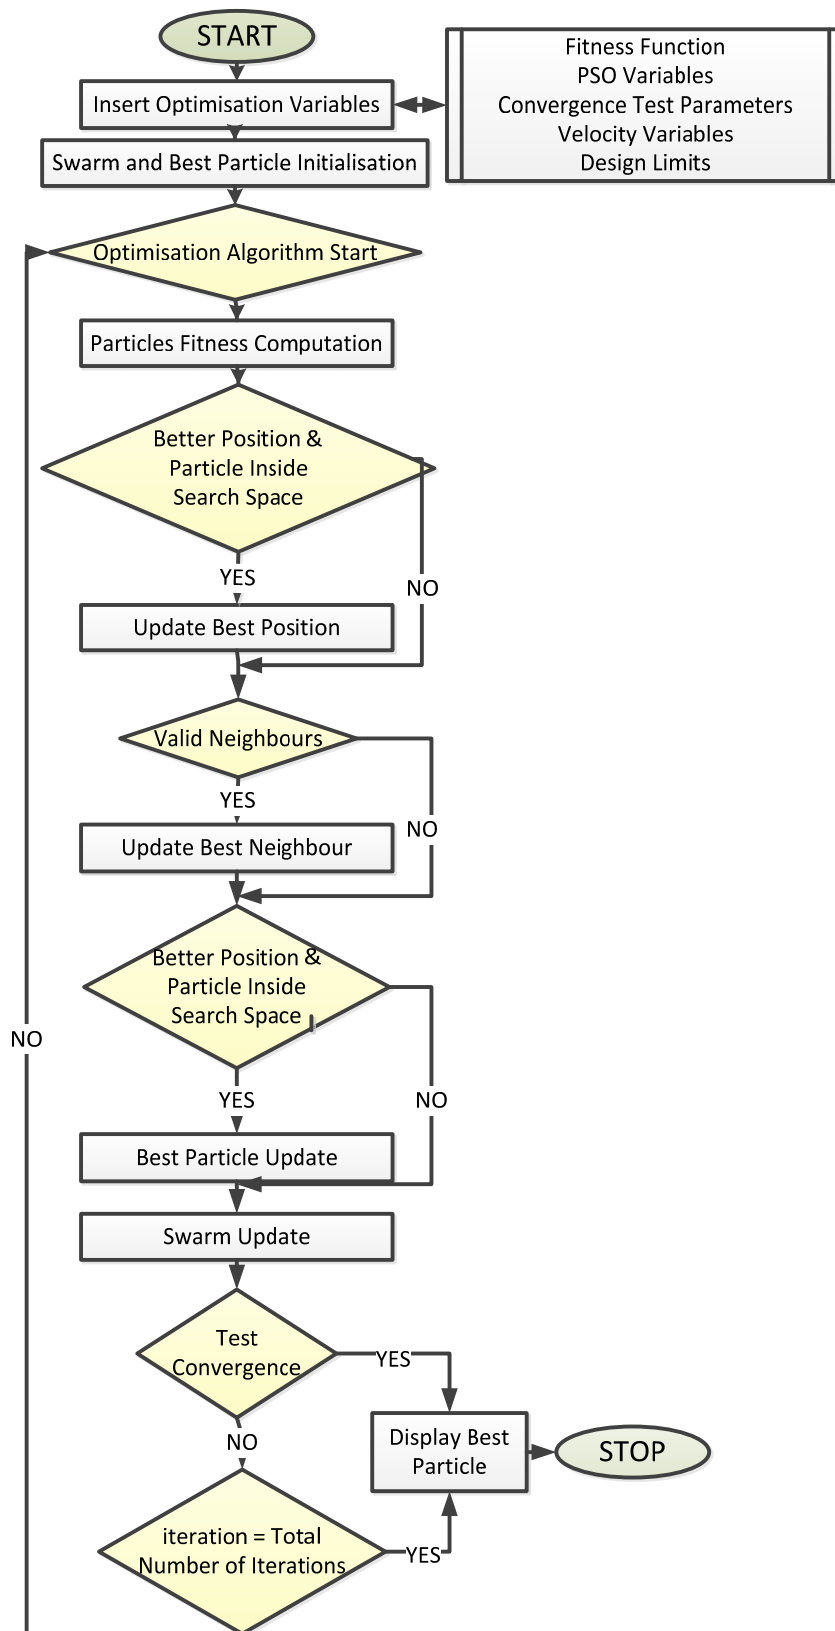 START
Insert Optimisation Variables
Fitness Function
PSO Variables
Convergence Test Parameters
Velocity Variables
Design Limits
Swarm and Best Particle Initialisation
Optimisation Algorithm Start
Particles Fitness Computation
Better Position &
Particle Inside
Search Space
YES
NO
Update Best Position
Valid Neighbours
YES
NO
Update Best Neighbour
Better Position &
Particle Inside
Search Space
NO
YES
NO
Best Particle Update
Swarm Update
Test
Convergence
YES
NO
Display Best
Particle
STOP
iteration = Total
Number of Iterations
YES